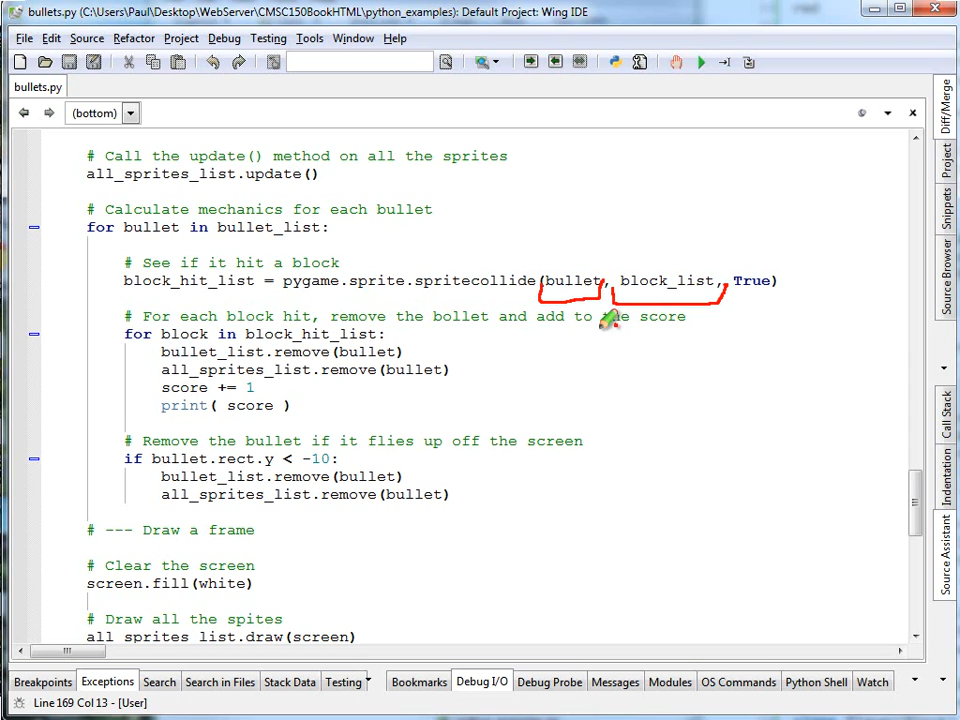 bullets.py (C:\Users\Paul\Desktop\WebServer\CMSC150BookHTML\python_examples): Default Project: Wing IDE
File Edit Source Refactor Project Debug Testing Tools Window Help
bullets.py
(bottom)
# Call the update() method on all the sprites
all_sprites_list.update()
# Calculate mechanics for each bullet
for bullet in bullet_list:
# See if it hit a block
block_hit_list = pygame.sprite.spritecollide(bullet, block_list, True)
# For each block hit, remove the bollet and add to the score
for block in block_hit_list:
bullet_list.remove(bullet)
all_sprites_list.remove(bullet)
score += 1
print( score )
# Remove the bullet if it flies up off the screen
if bullet.rect.y < -10:
bullet_list.remove(bullet)
all_sprites_list.remove(bullet)
# --- Draw a frame
# Clear the screen
screen.fill(white)
# Draw all the spites
all_sprites_list.draw(screen)
Diff/Merge
Project
Snippets
Source Browser
Call Stack
Indentation
Source Assistant
Breakpoints Exceptions Search Search in Files Stack Data Testing Bookmarks Debug I/O Debug Probe Messages Modules OS Commands Python Shell Watch
Line 169 Col 13 - [User]